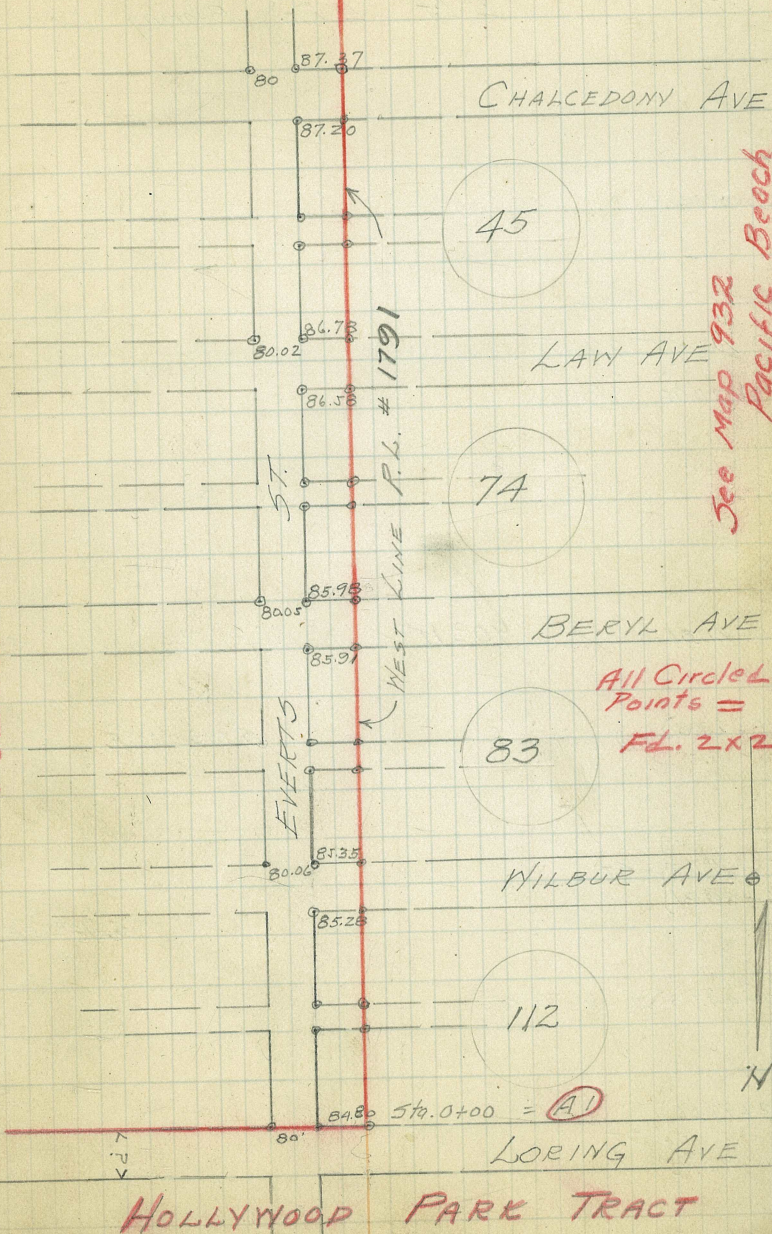 87.37
80
CHALCEDONY AVE
87.20
45
See Map 932
Pacific Beach
86.73
80.02
LAW AVE
86.58
WEST LINE P.L. # 1791
74
EVERTS ST.
85.98
80.05
BERYL AVE
85.91
All Circled
Points =
Fd. 2x2
83
85.35
80.06
WILBUR AVE
85.28
112
N
84.80 Sta. 0+00 = A1
80'
LORING AVE
HOLLYWOOD PARK TRACT